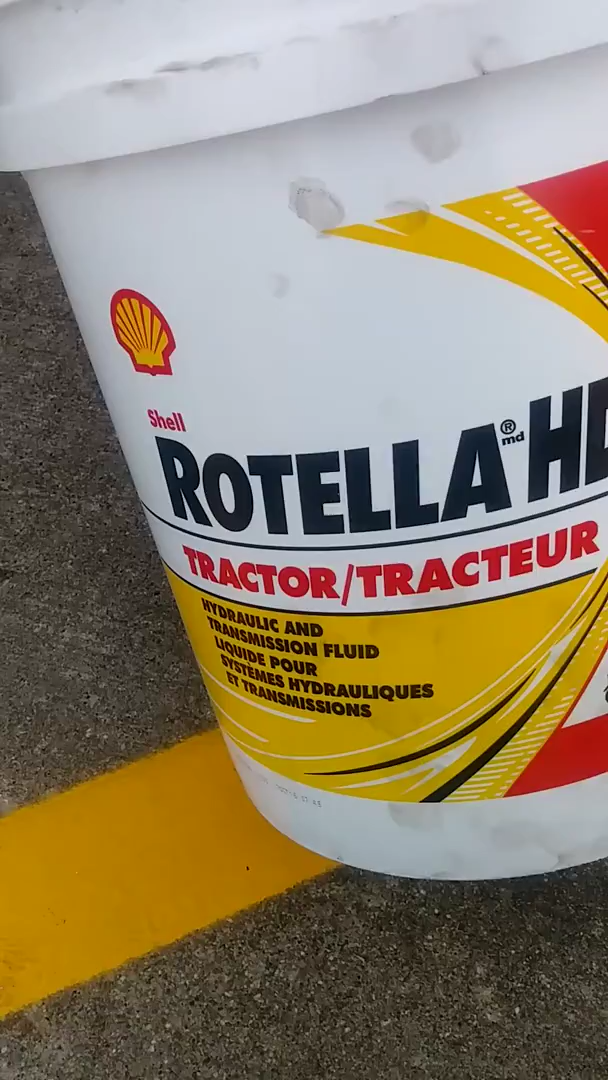 Shell
ROTELLA® HD
md
TRACTOR/TRACTEUR
HYDRAULIC AND
TRANSMISSION FLUID
LIQUIDE POUR
SYSTÈMES HYDRAULIQUES
ET TRANSMISSIONS